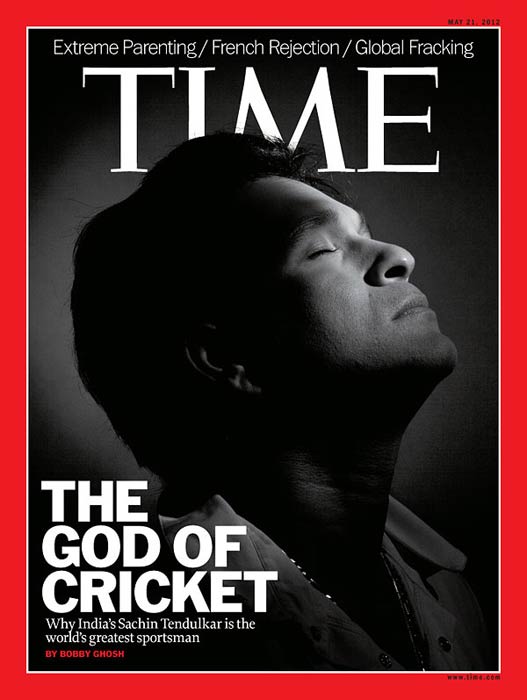 MAY 21, 2012
Extreme Parenting / French Rejection / Global Fracking
TIME
THE
GOD OF
CRICKET
Why India's Sachin Tendulkar is the
world's greatest sportsman
BY BOBBY GHOSH
www.time.com